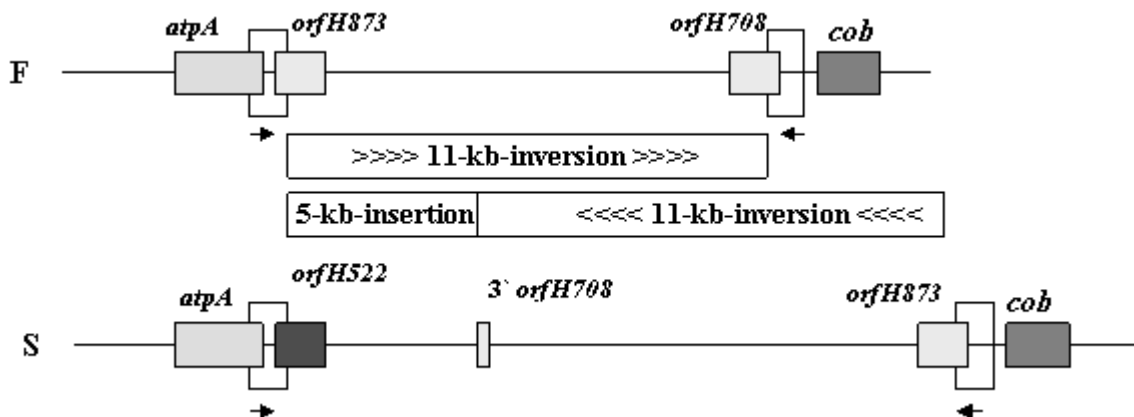 atpA orfH873 orfH708 cob
F
>>>> 11-kb-inversion >>>>
5-kb-insertion <<<< 11-kb-inversion <<<<
atpA orfH522 3` orfH708 orfH873 cob
S